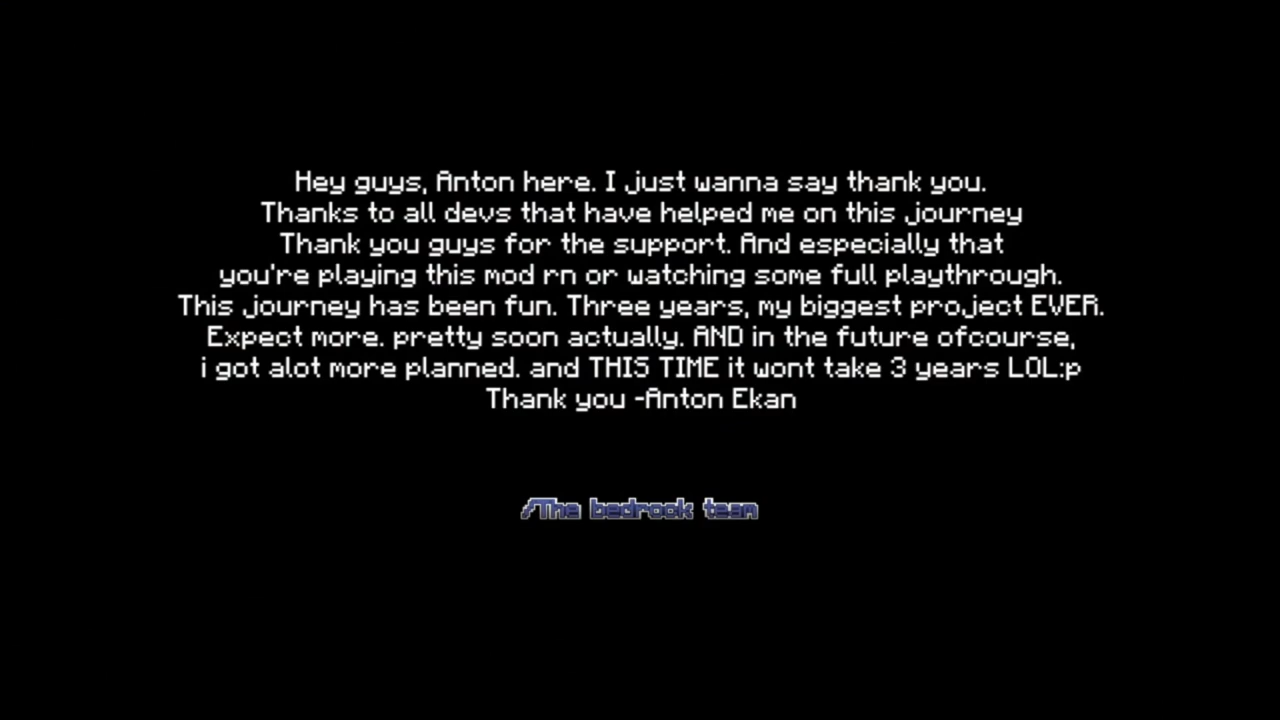 Hey guys, Anton here. I just wanna say thank you.
Thanks to all devs that have helped me on this journey
Thank you guys for the support. And especially that
you're playing this mod rn or watching some full playthrough.
This journey has been fun. Three years, my biggest project EVER.
Expect more. pretty soon actually. AND in the future ofcourse,
i got alot more planned. and THIS TIME it wont take 3 years LOL:p
Thank you -Anton Ekan
/The bedrock team